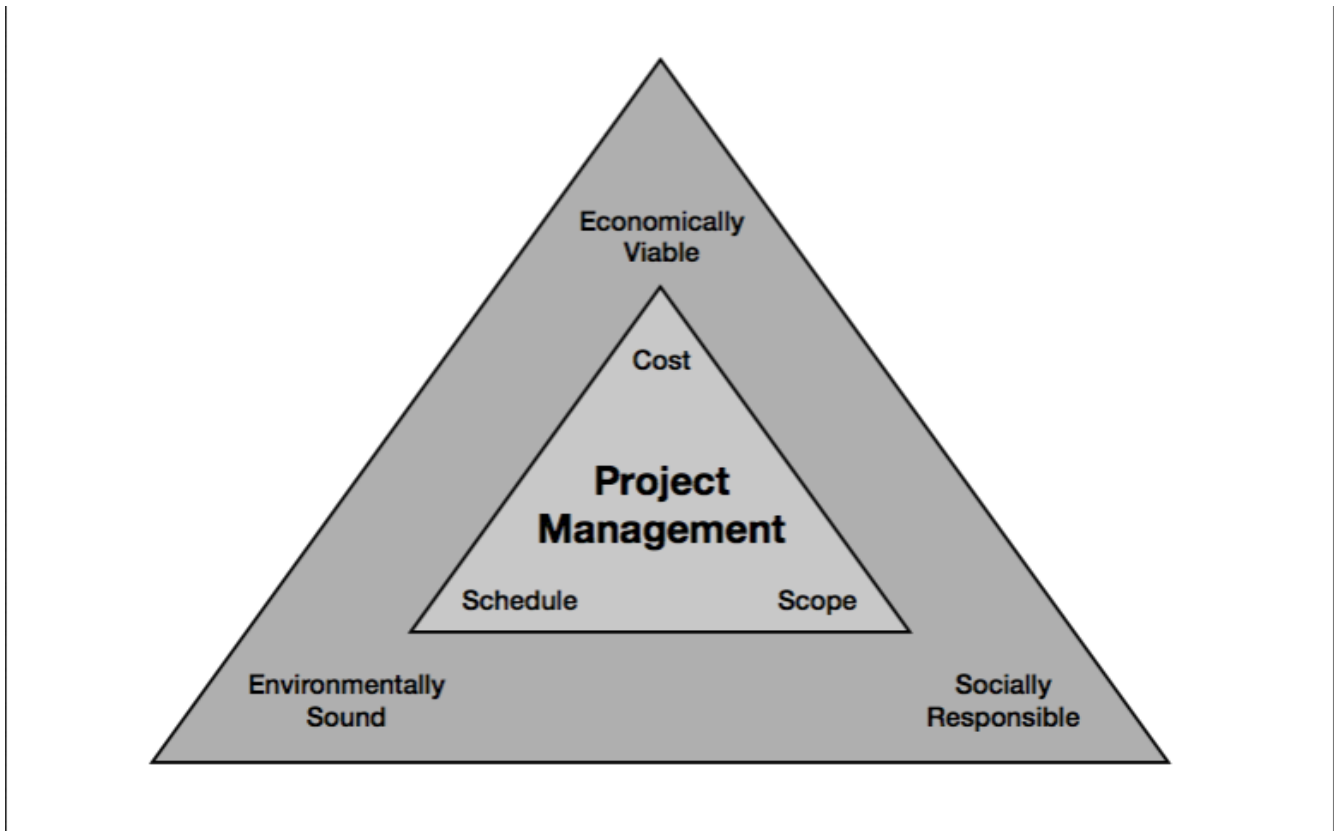 Economically
Viable
Cost
Project
Management
Schedule
Scope
Environmentally
Sound
Socially
Responsible